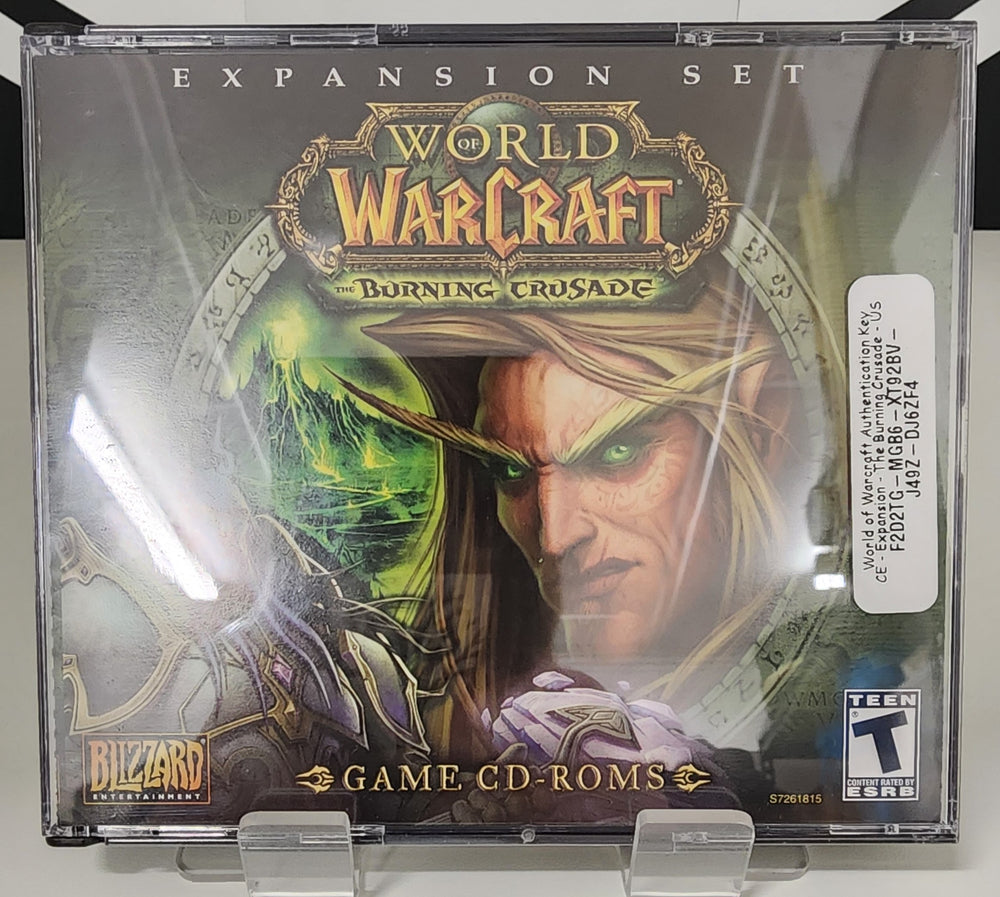 EXPANSION SET
WORLD
OF
WARCRAFT
THE BURNING CRUSADE
World of Warcraft Authentication Key
CE - Expansion - The Burning Crusade - US
F2D2TG - MGB6 - XT92BV -
J49Z - DJ6ZF4
BLIZZARD
ENTERTAINMENT
GAME CD-ROMS
S7261815
TEEN
T
CONTENT RATED BY
ESRB